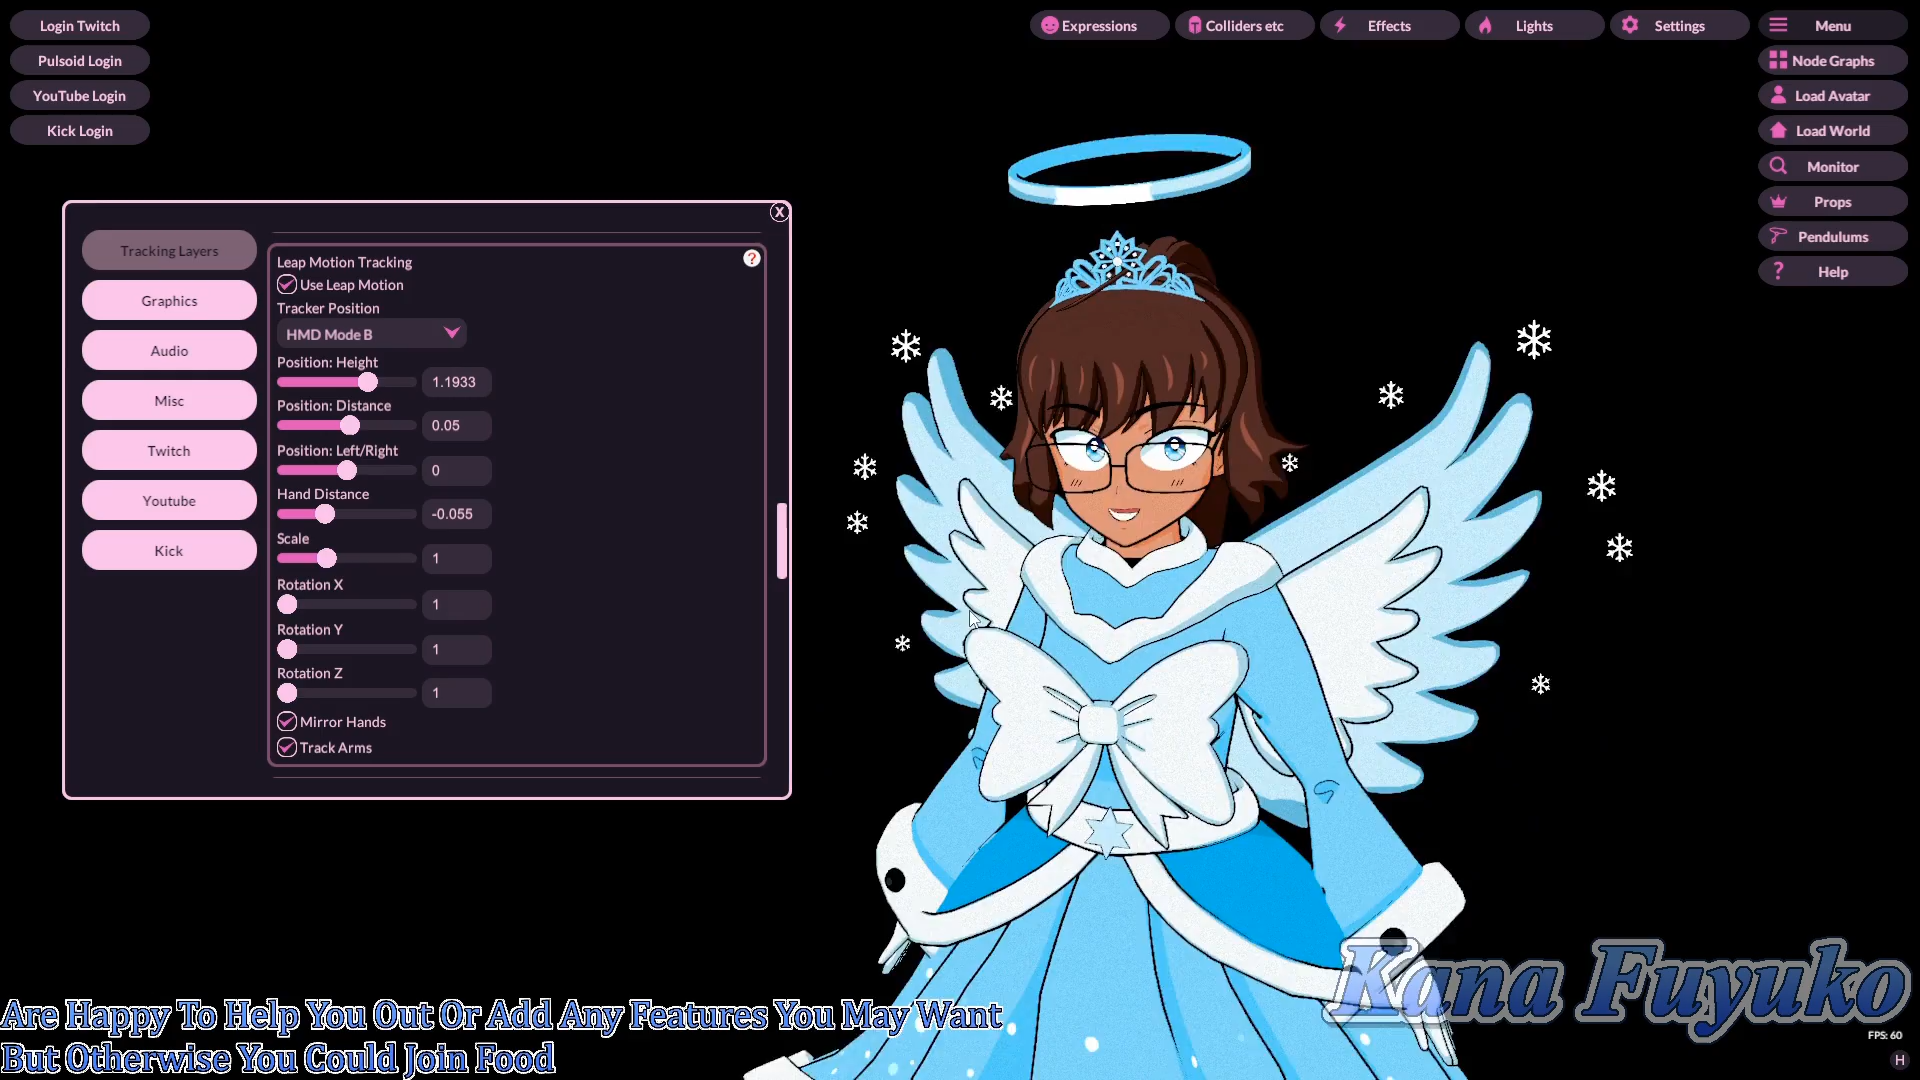 Login Twitch
Pulsoid Login
YouTube Login
Kick Login
Expressions
Colliders etc
Effects
Lights
Settings
Menu
Node Graphs
Load Avatar
Load World
Monitor
Props
Pendulums
? Help
X
Tracking Layers
Graphics
Audio
Misc
Twitch
Youtube
Kick
Leap Motion Tracking
?
Use Leap Motion
Tracker Position
HMD Mode B
Position: Height
1.1933
Position: Distance
0.05
Position: Left/Right
0
Hand Distance
-0.055
Scale
1
Rotation X
1
Rotation Y
1
Rotation Z
1
Mirror Hands
Track Arms
Are Happy To Help You Out Or Add Any Features You May Want
But Otherwise You Could Join Food
Kana Fuyuko
FPS: 60
H